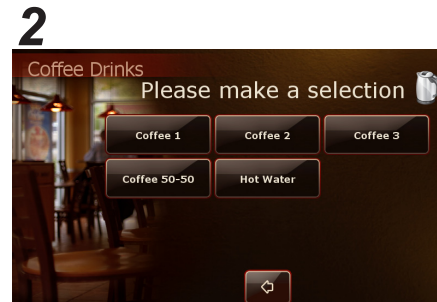 2
Coffee Drinks
Please make a selection
Coffee 1 Coffee 2 Coffee 3
Coffee 50-50 Hot Water